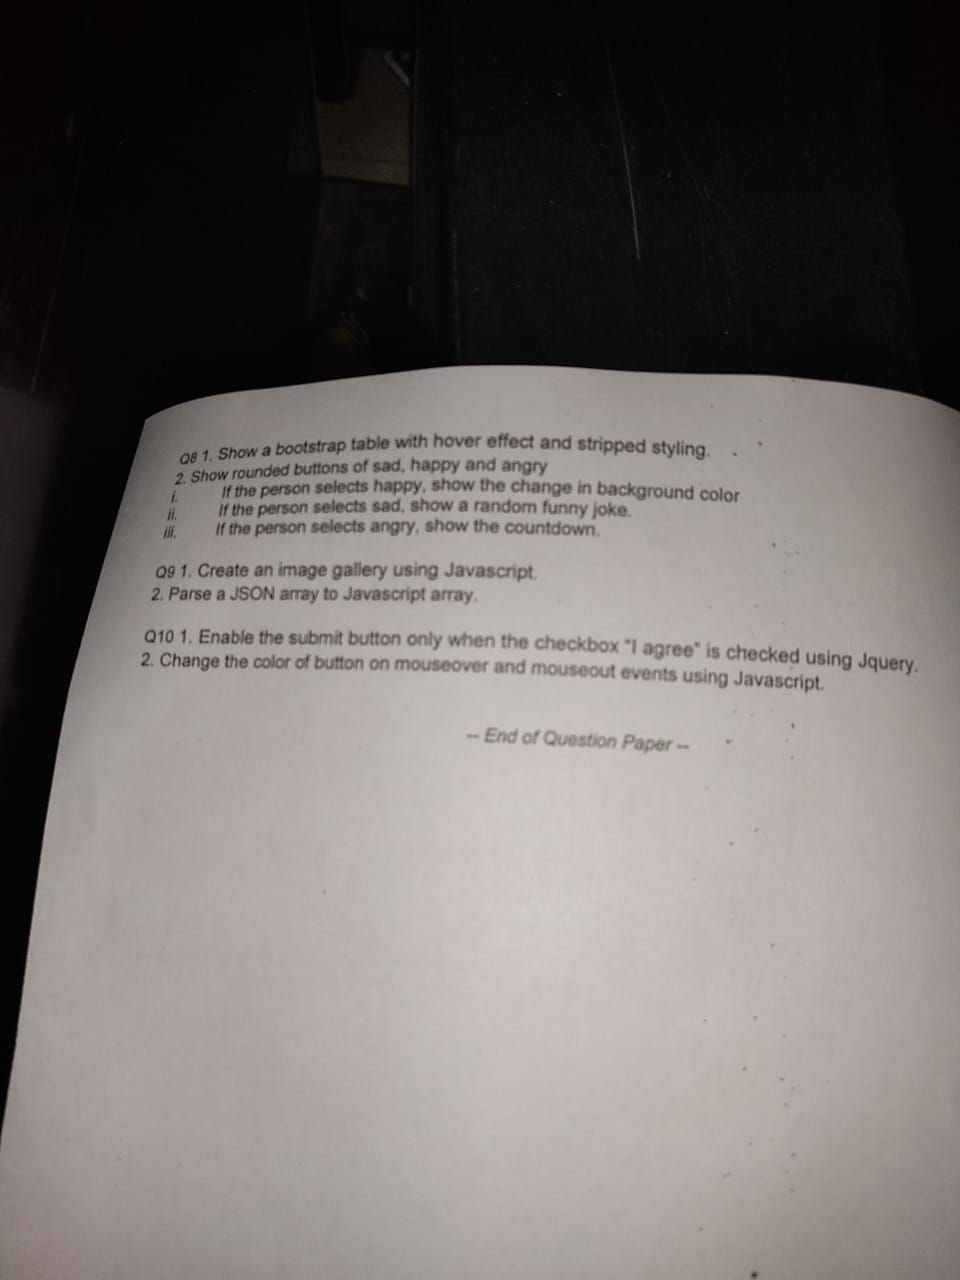 Q8 1. Show a bootstrap table with hover effect and stripped styling.
2. Show rounded buttons of sad, happy and angry
i. If the person selects happy, show the change in background color
ii. If the person selects sad, show a random funny joke.
iii. If the person selects angry, show the countdown.
Q9 1. Create an image gallery using Javascript.
2. Parse a JSON array to Javascript array.
Q10 1. Enable the submit button only when the checkbox "I agree" is checked using Jquery.
2. Change the color of button on mouseover and mouseout events using Javascript.
-- End of Question Paper --